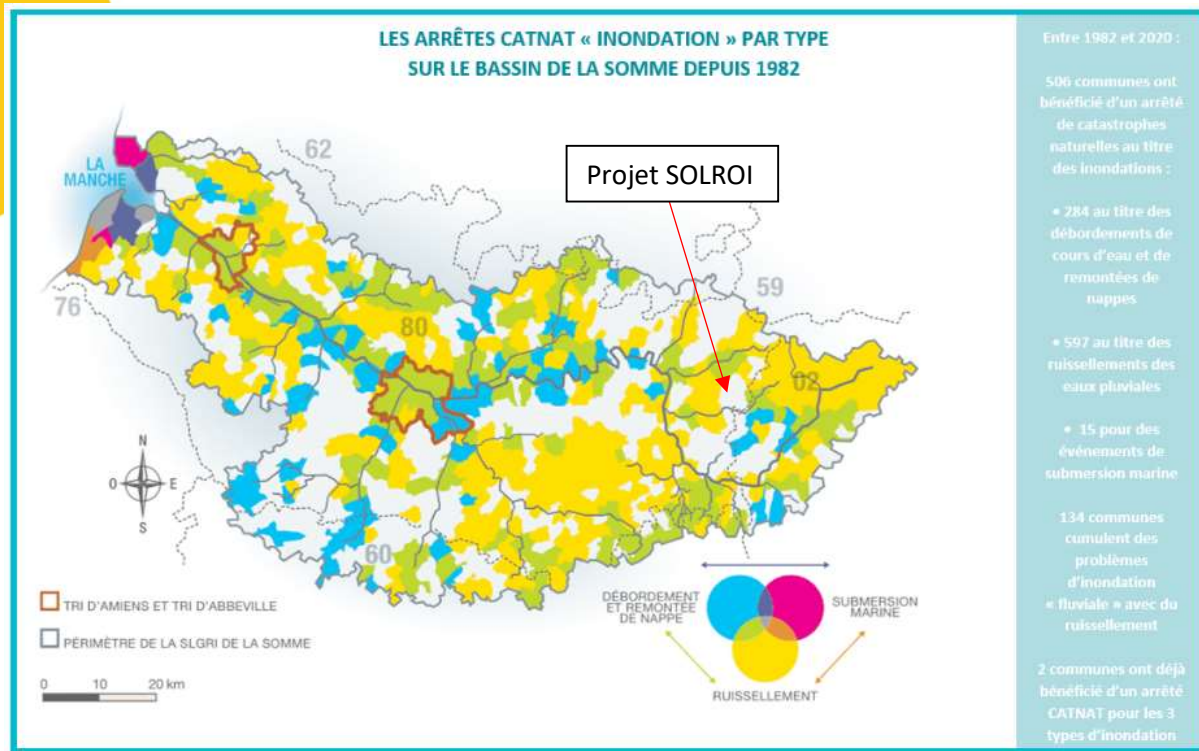 LES ARRÊTES CATNAT « INONDATION » PAR TYPE
SUR LE BASSIN DE LA SOMME DEPUIS 1982
62
LA
MANCHE
Projet SOLROI
59
76
80
02
60
N
O
E
S
TRI D'AMIENS ET TRI D'ABBEVILLE
PÉRIMÈTRE DE LA SLGRI DE LA SOMME
0 10 20 km
DÉBORDEMENT
ET REMONTÉE
DE NAPPE
SUBMERSION
MARINE
RUISSELLEMENT
Entre 1982 et 2020 :
506 communes ont
bénéficié d'un arrêté
de catastrophes
naturelles au titre
des inondations :
• 284 au titre des
débordements de
cours d'eau et de
remontées de
nappes
• 597 au titre des
ruissellements des
eaux pluviales
• 15 pour des
événements de
submersion marine
134 communes
cumulent des
problèmes
d'inondation
« fluviale » avec du
ruissellement
2 communes ont déjà
bénéficié d'un arrêté
CATNAT pour les 3
types d'inondation